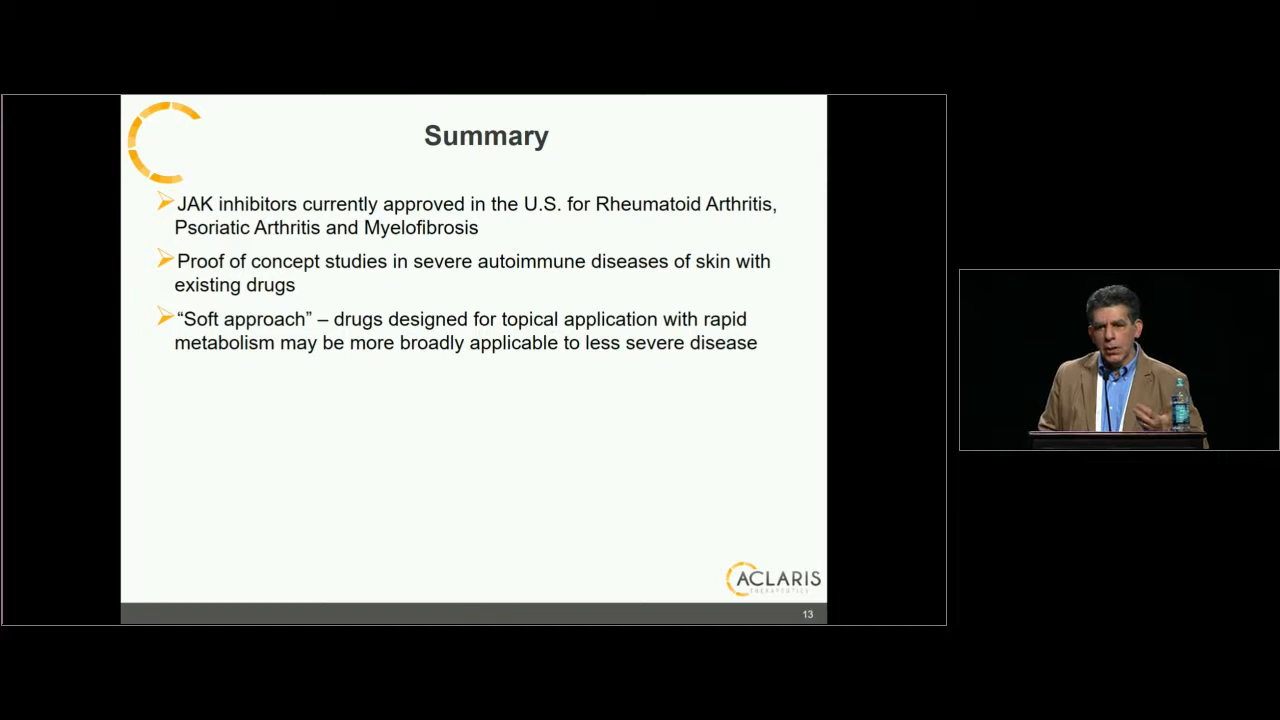 Summary
JAK inhibitors currently approved in the U.S. for Rheumatoid Arthritis,
Psoriatic Arthritis and Myelofibrosis
Proof of concept studies in severe autoimmune diseases of skin with
existing drugs
“Soft approach” – drugs designed for topical application with rapid
metabolism may be more broadly applicable to less severe disease
ACLARIS
THERAPEUTICS
13